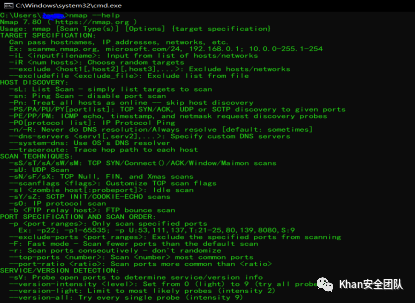 C:\Windows\system32\cmd.exe
C:\Users\ >nmap --help
Nmap 7.80 ( https://nmap.org )
Usage: nmap [Scan Type(s)] [Options] {target specification}
TARGET SPECIFICATION:
Can pass hostnames, IP addresses, networks, etc.
Ex: scanme.nmap.org, microsoft.com/24, 192.168.0.1; 10.0.0-255.1-254
-iL <inputfilename>: Input from list of hosts/networks
-iR <num hosts>: Choose random targets
--exclude <host1[,host2][,host3],...>: Exclude hosts/networks
--excludefile <exclude_file>: Exclude list from file
HOST DISCOVERY:
-sL: List Scan - simply list targets to scan
-sn: Ping Scan - disable port scan
-Pn: Treat all hosts as online -- skip host discovery
-PS/PA/PU/PY[portlist]: TCP SYN/ACK, UDP or SCTP discovery to given ports
-PE/PP/PM: ICMP echo, timestamp, and netmask request discovery probes
-PO[protocol list]: IP Protocol Ping
-n/-R: Never do DNS resolution/Always resolve [default: sometimes]
--dns-servers <serv1[,serv2],...>: Specify custom DNS servers
--system-dns: Use OS's DNS resolver
--traceroute: Trace hop path to each host
SCAN TECHNIQUES:
-sS/sT/sA/sW/sM: TCP SYN/Connect()/ACK/Window/Maimon scans
-sU: UDP Scan
-sN/sF/sX: TCP Null, FIN, and Xmas scans
--scanflags <flags>: Customize TCP scan flags
-sI <zombie host[:probeport]>: Idle scan
-sY/sZ: SCTP INIT/COOKIE-ECHO scans
-sO: IP protocol scan
-b <FTP relay host>: FTP bounce scan
PORT SPECIFICATION AND SCAN ORDER:
-p <port ranges>: Only scan specified ports
Ex: -p22; -p1-65535; -p U:53,111,137,T:21-25,80,139,8080,S:9
--exclude-ports <port ranges>: Exclude the specified ports from scanning
-F: Fast mode - Scan fewer ports than the default scan
-r: Scan ports consecutively - don't randomize
--top-ports <number>: Scan <number> most common ports
--port-ratio <ratio>: Scan ports more common than <ratio>
SERVICE/VERSION DETECTION:
-sV: Probe open ports to determine service/version info
--version-intensity <level>: Set from 0 (light) to 9 (try all probes
--version-light: Limit to most likely probes (intensity 2)
--version-all: Try every single probe (intensity 9)
Khan安全团队